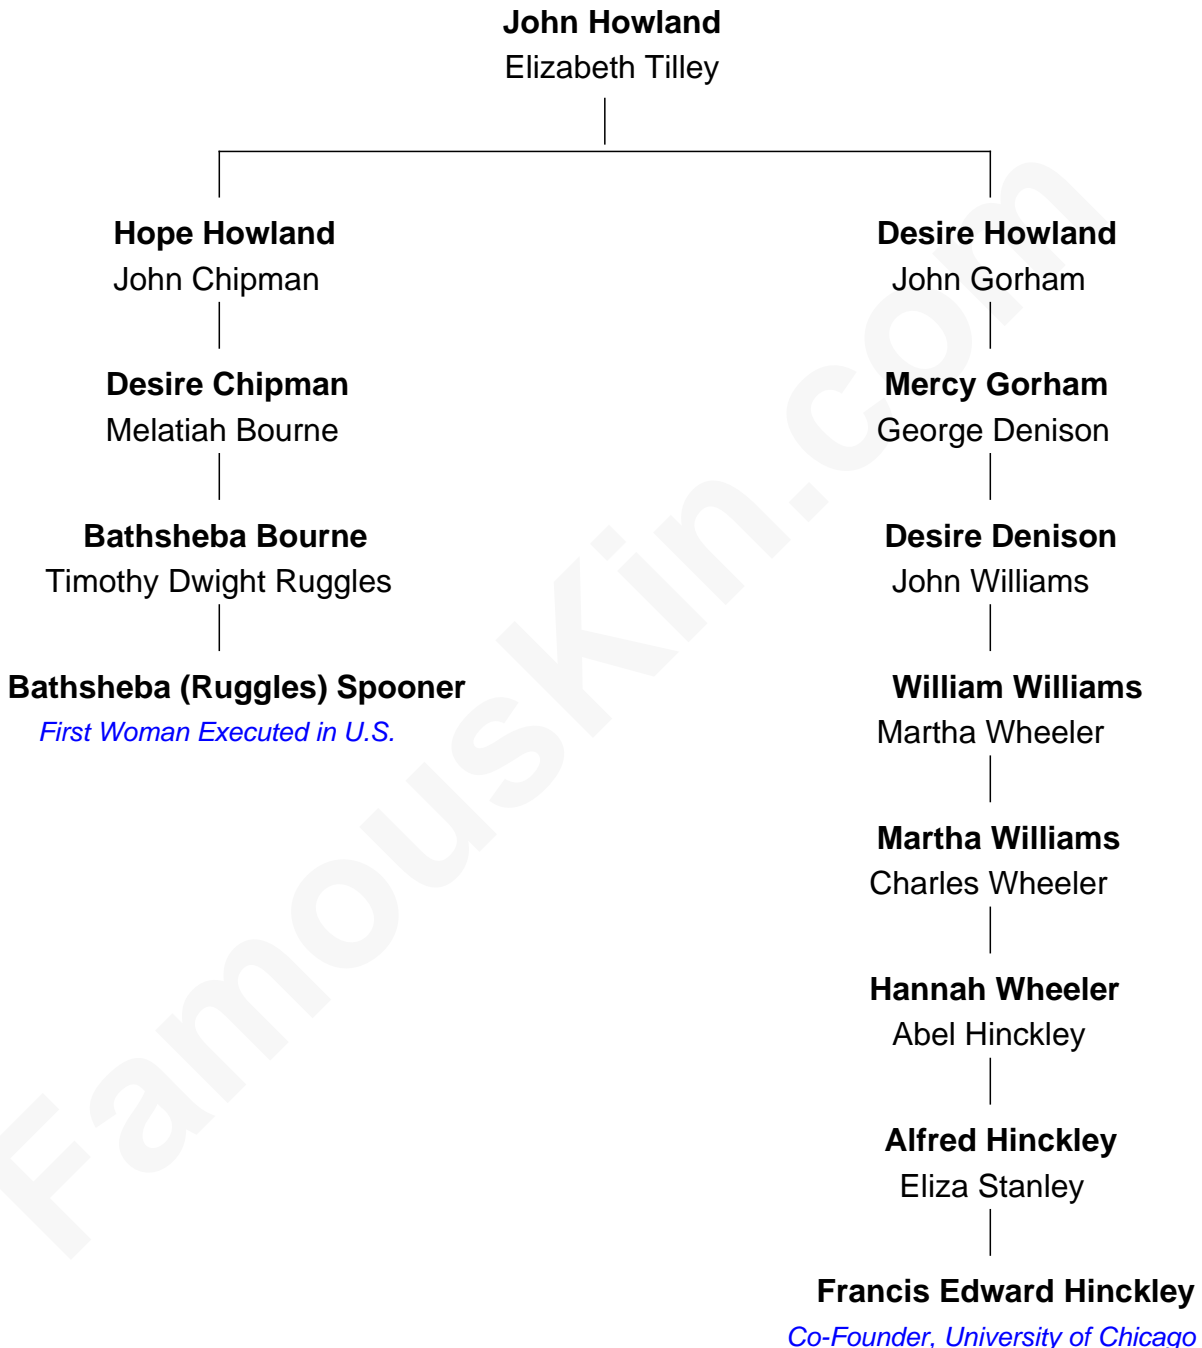 John Howland
Elizabeth Tilley
Hope Howland
John Chipman
Desire Chipman
Melatiah Bourne
Bathsheba Bourne
Timothy Dwight Ruggles
Bathsheba (Ruggles) Spooner
First Woman Executed in U.S.
Desire Howland
John Gorham
Mercy Gorham
George Denison
Desire Denison
John Williams
William Williams
Martha Wheeler
Martha Williams
Charles Wheeler
Hannah Wheeler
Abel Hinckley
Alfred Hinckley
Eliza Stanley
Francis Edward Hinckley
Co-Founder, University of Chicago
FamousKin.com